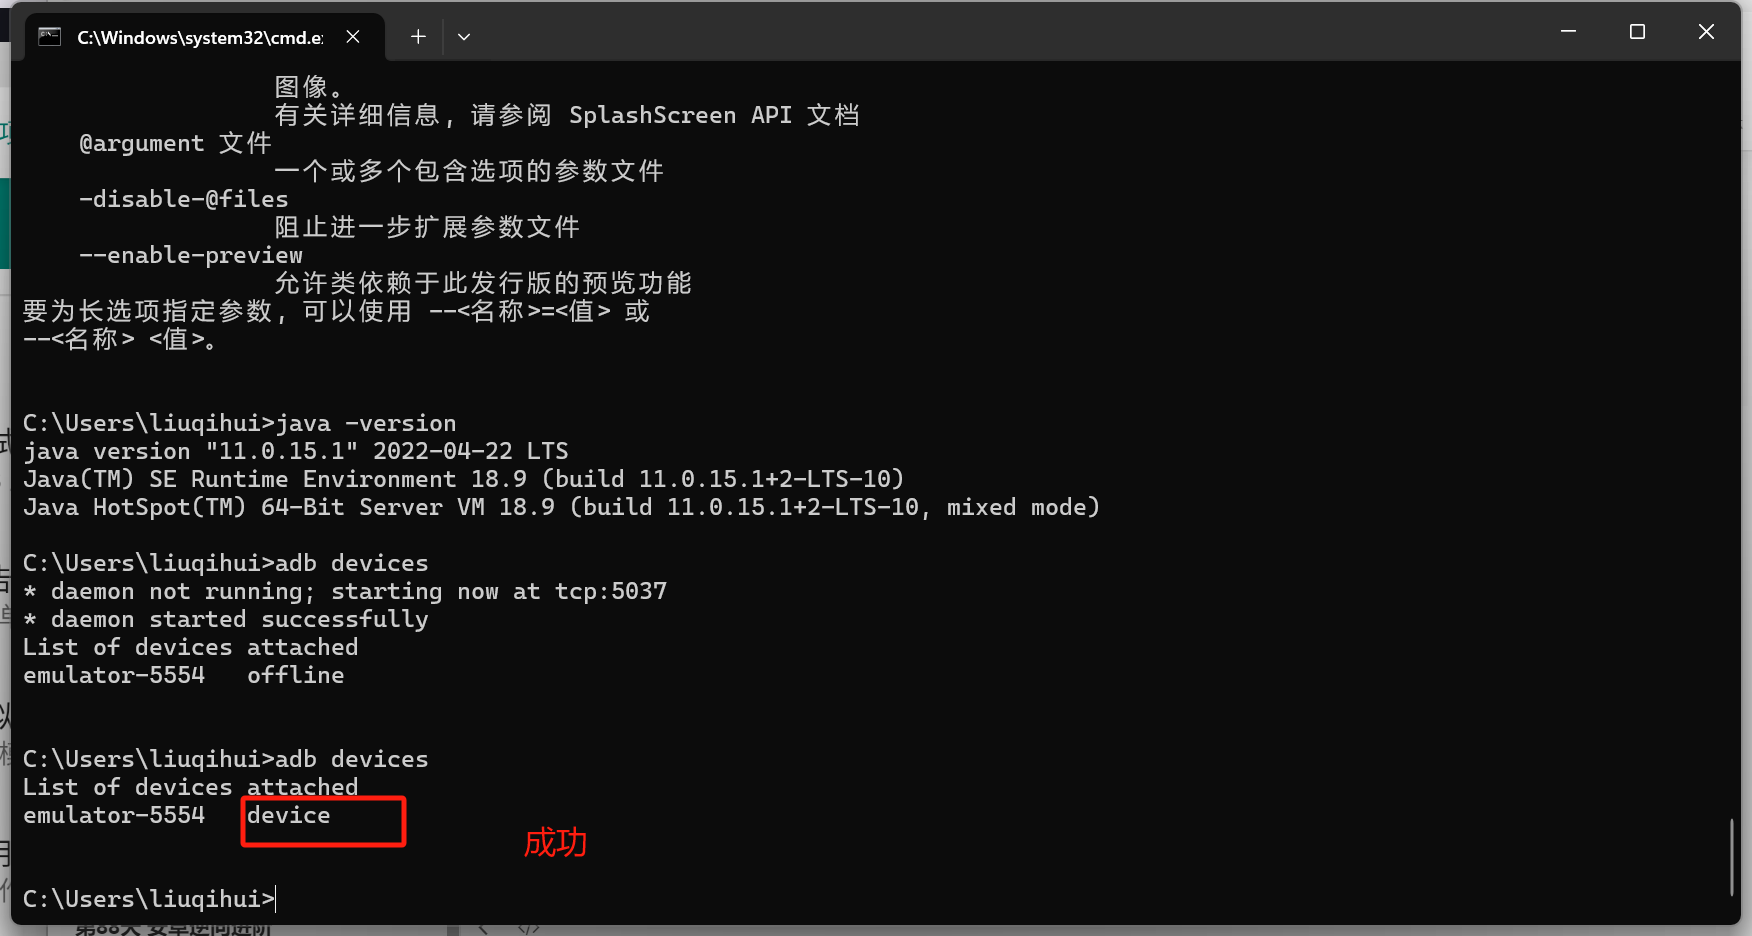 C:\Windows\system32\cmd.e
图像。
有关详细信息, 请参阅 SplashScreen API 文档
@argument 文件
一个或多个包含选项的参数文件
-disable-@files
阻止进一步扩展参数文件
--enable-preview
允许类依赖于此发行版的预览功能
要为长选项指定参数, 可以使用 --<名称>=<值> 或
--<名称> <值>。
C:\Users\liuqihui>java -version
java version "11.0.15.1" 2022-04-22 LTS
Java(TM) SE Runtime Environment 18.9 (build 11.0.15.1+2-LTS-10)
Java HotSpot(TM) 64-Bit Server VM 18.9 (build 11.0.15.1+2-LTS-10, mixed mode)
C:\Users\liuqihui>adb devices
* daemon not running; starting now at tcp:5037
* daemon started successfully
List of devices attached
emulator-5554 offline
C:\Users\liuqihui>adb devices
List of devices attached
emulator-5554 device
成功
C:\Users\liuqihui>